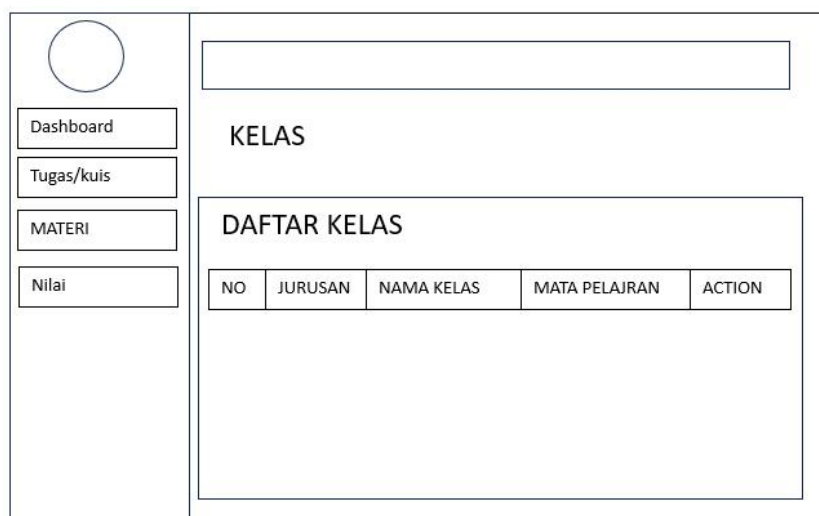 Dashboard
Tugas/kuis
MATERI
Nilai
KELAS
DAFTAR KELAS
NO JURUSAN NAMA KELAS MATA PELAJRAN ACTION